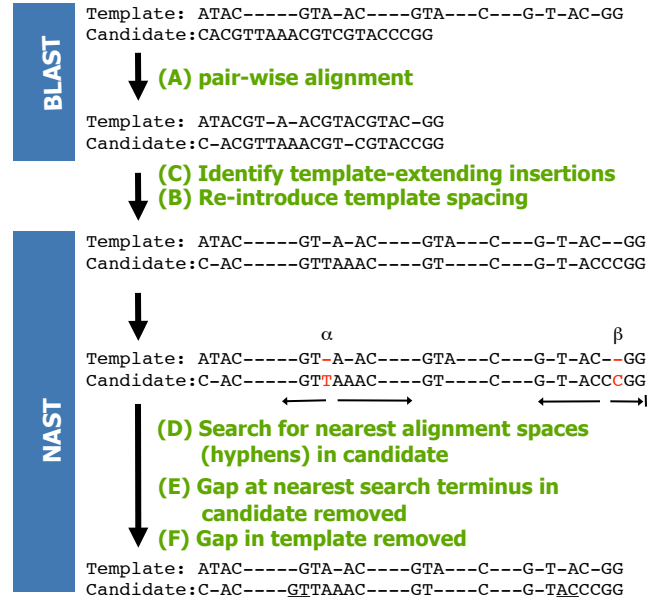 Template: ATAC-----GTA-AC----GTA---C---G-T-AC-GG
Candidate:CACGTTAAACGTCGTACCCGG
BLAST
(A) pair-wise alignment
Template: ATACGT-A-ACGTACGTAC-GG
Candidate:C-ACGTTAAACGT-CGTACCCGG
(C) Identify template-extending insertions
(B) Re-introduce template spacing
NAST
Template: ATAC-----GT-A-AC----GTA---C---G-T-AC--GG
Candidate:C-AC-----GTTAAAC----GT----C---G-T-ACCCGG
α β
Template: ATAC-----GT-A-AC----GTA---C---G-T-AC--GG
Candidate:C-AC-----GTTAAAC----GT----C---G-T-ACCCGG
(D) Search for nearest alignment spaces
(hyphens) in candidate
(E) Gap at nearest search terminus in
candidate removed
(F) Gap in template removed
Template: ATAC-----GTA-AC----GTA---C---G-T-AC-GG
Candidate:C-AC----GTTAAAC----GT----C---G-TACCCGG